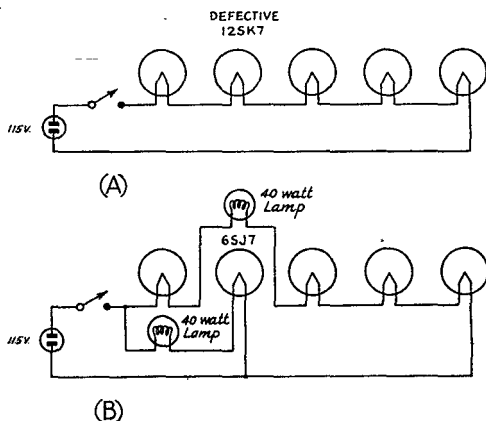 DEFECTIVE
12SK7
115V.
(A)
40 watt
Lamp
6SJ7
40 watt
Lamp
115V.
(B)